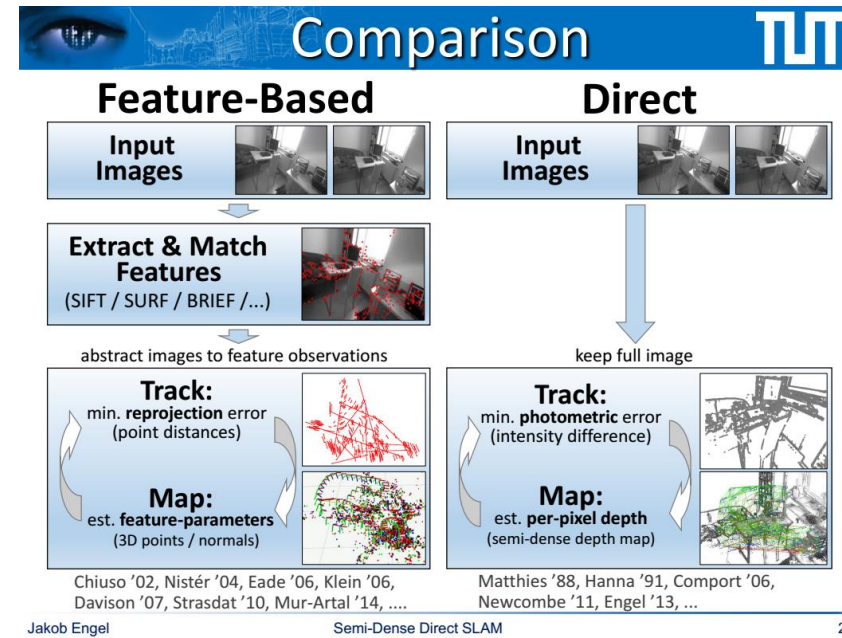 Comparison
TUM
Feature-Based
Input
Images
Extract & Match
Features
(SIFT / SURF / BRIEF /...)
abstract images to feature observations
Track:
min. reprojection error
(point distances)
Map:
est. feature-parameters
(3D points / normals)
Chiuso '02, Nistér '04, Eade '06, Klein '06,
Davison '07, Strasdat '10, Mur-Artal '14, ....
Direct
Input
Images
keep full image
Track:
min. photometric error
(intensity difference)
Map:
est. per-pixel depth
(semi-dense depth map)
Matthies '88, Hanna '91, Comport '06,
Newcombe '11, Engel '13, ...
Jakob Engel
Semi-Dense Direct SLAM
2